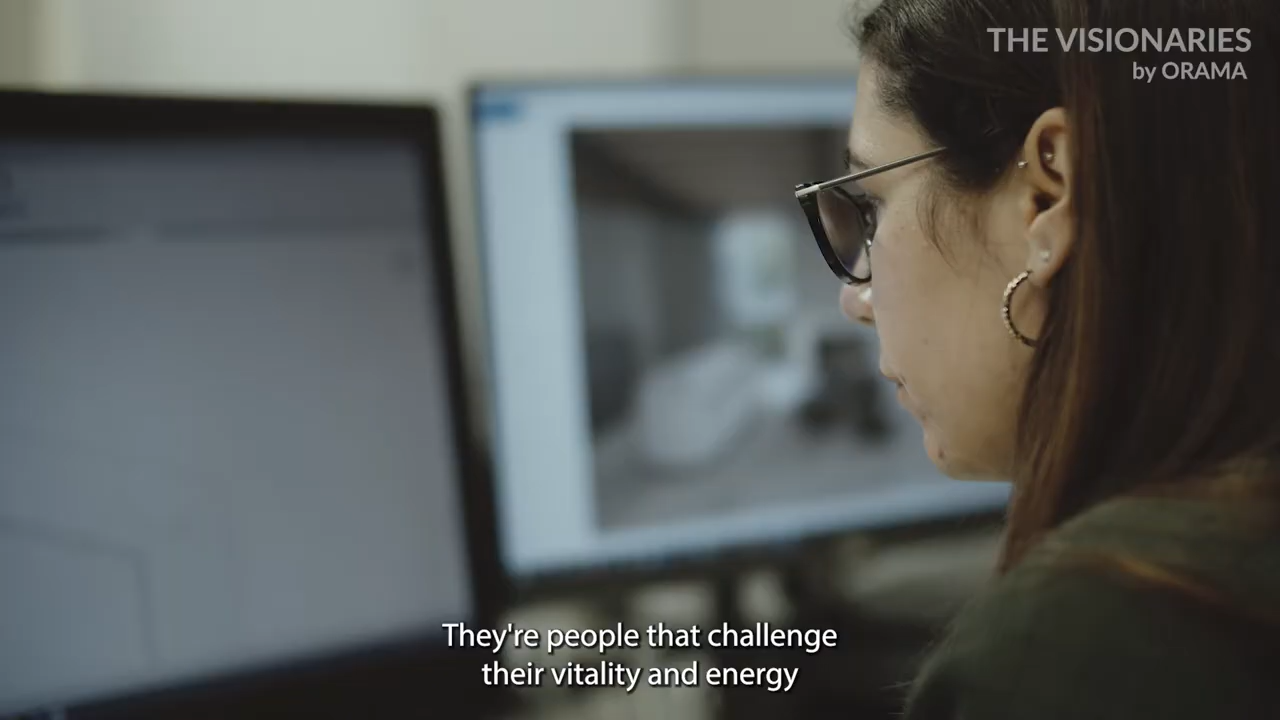 THE VISIONARIES
by ORAMA
They're people that challenge
their vitality and energy